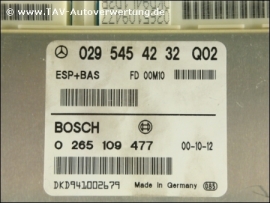 © www.TAV-Autoverwertung.de
029 545 42 32 Q02
ESP+BAS FD 00M10
BOSCH
0 265 109 477 00-10-12
DKD941002679 Made in Germany